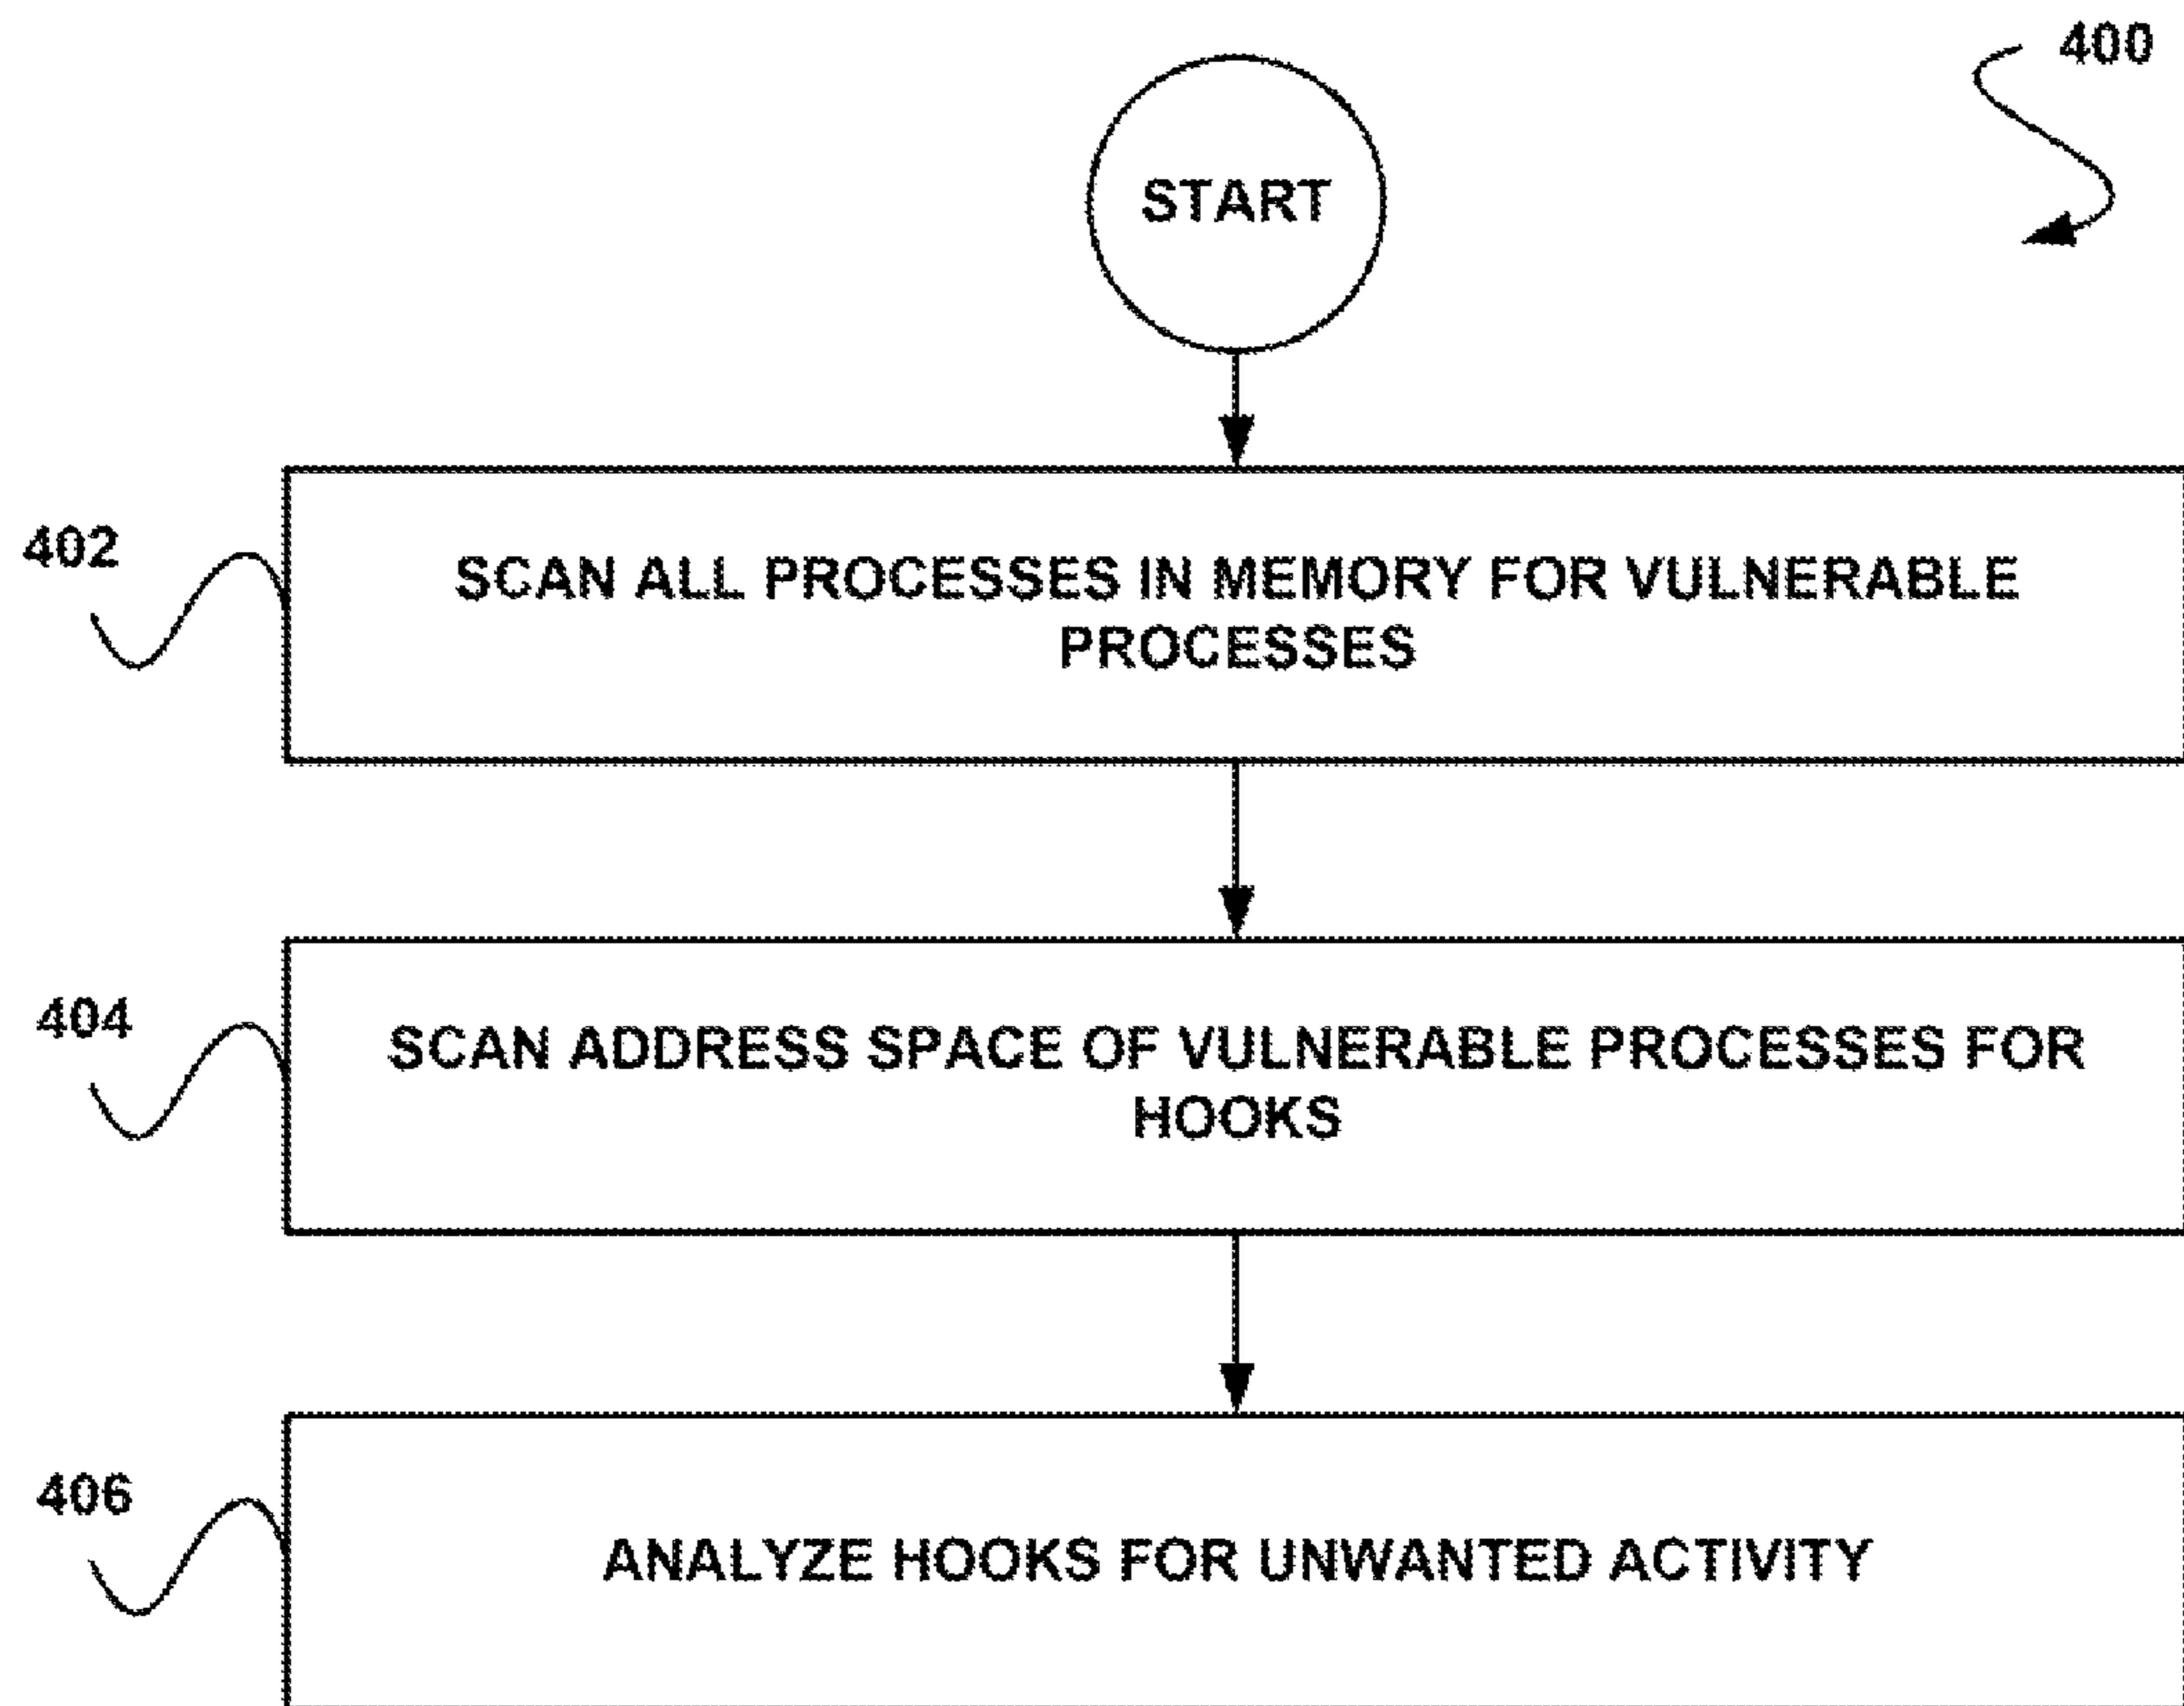 400
START
402
SCAN ALL PROCESSES IN MEMORY FOR VULNERABLE
PROCESSES
404
SCAN ADDRESS SPACE OF VULNERABLE PROCESSES FOR
HOOKS
406
ANALYZE HOOKS FOR UNWANTED ACTIVITY